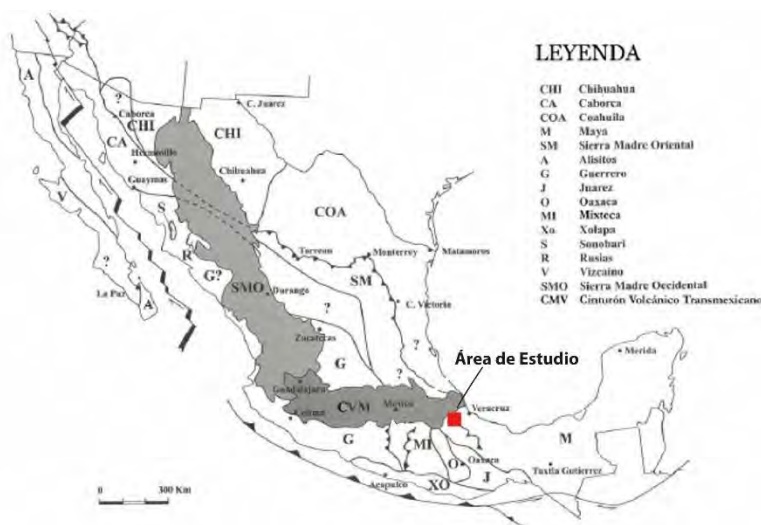 LEYENDA
CHI Chihuahua
CA Caborca
COA Coahuila
M Maya
SM Sierra Madre Oriental
A Alisitos
G Guerrero
J Juarez
O Oaxaca
MI Mixteca
Xo Xolapa
S Sonobari
R Rusias
V Vizcaino
SMO Sierra Madre Occidental
CMV Cinturón Volcánico Transmexicano
A
?
Caborca
CHI
C. Juarez
CHI
CA
Hermosillo
Chihuahua
Guaymas
V
S
COA
?
R
Torreon
Monterrey
Matamoros
G?
SM
La Paz
A
SMO
Durango
?
C. Victoria
Zacatecas
?
G
?
Área de Estudio
Merida
Guadalajara
CVM
Mexico
Veracruz
Colima
G
MI
M
O
Oaxaca
J
Tuxtla Gutierrez
Acapulco
XO
0 300 Km